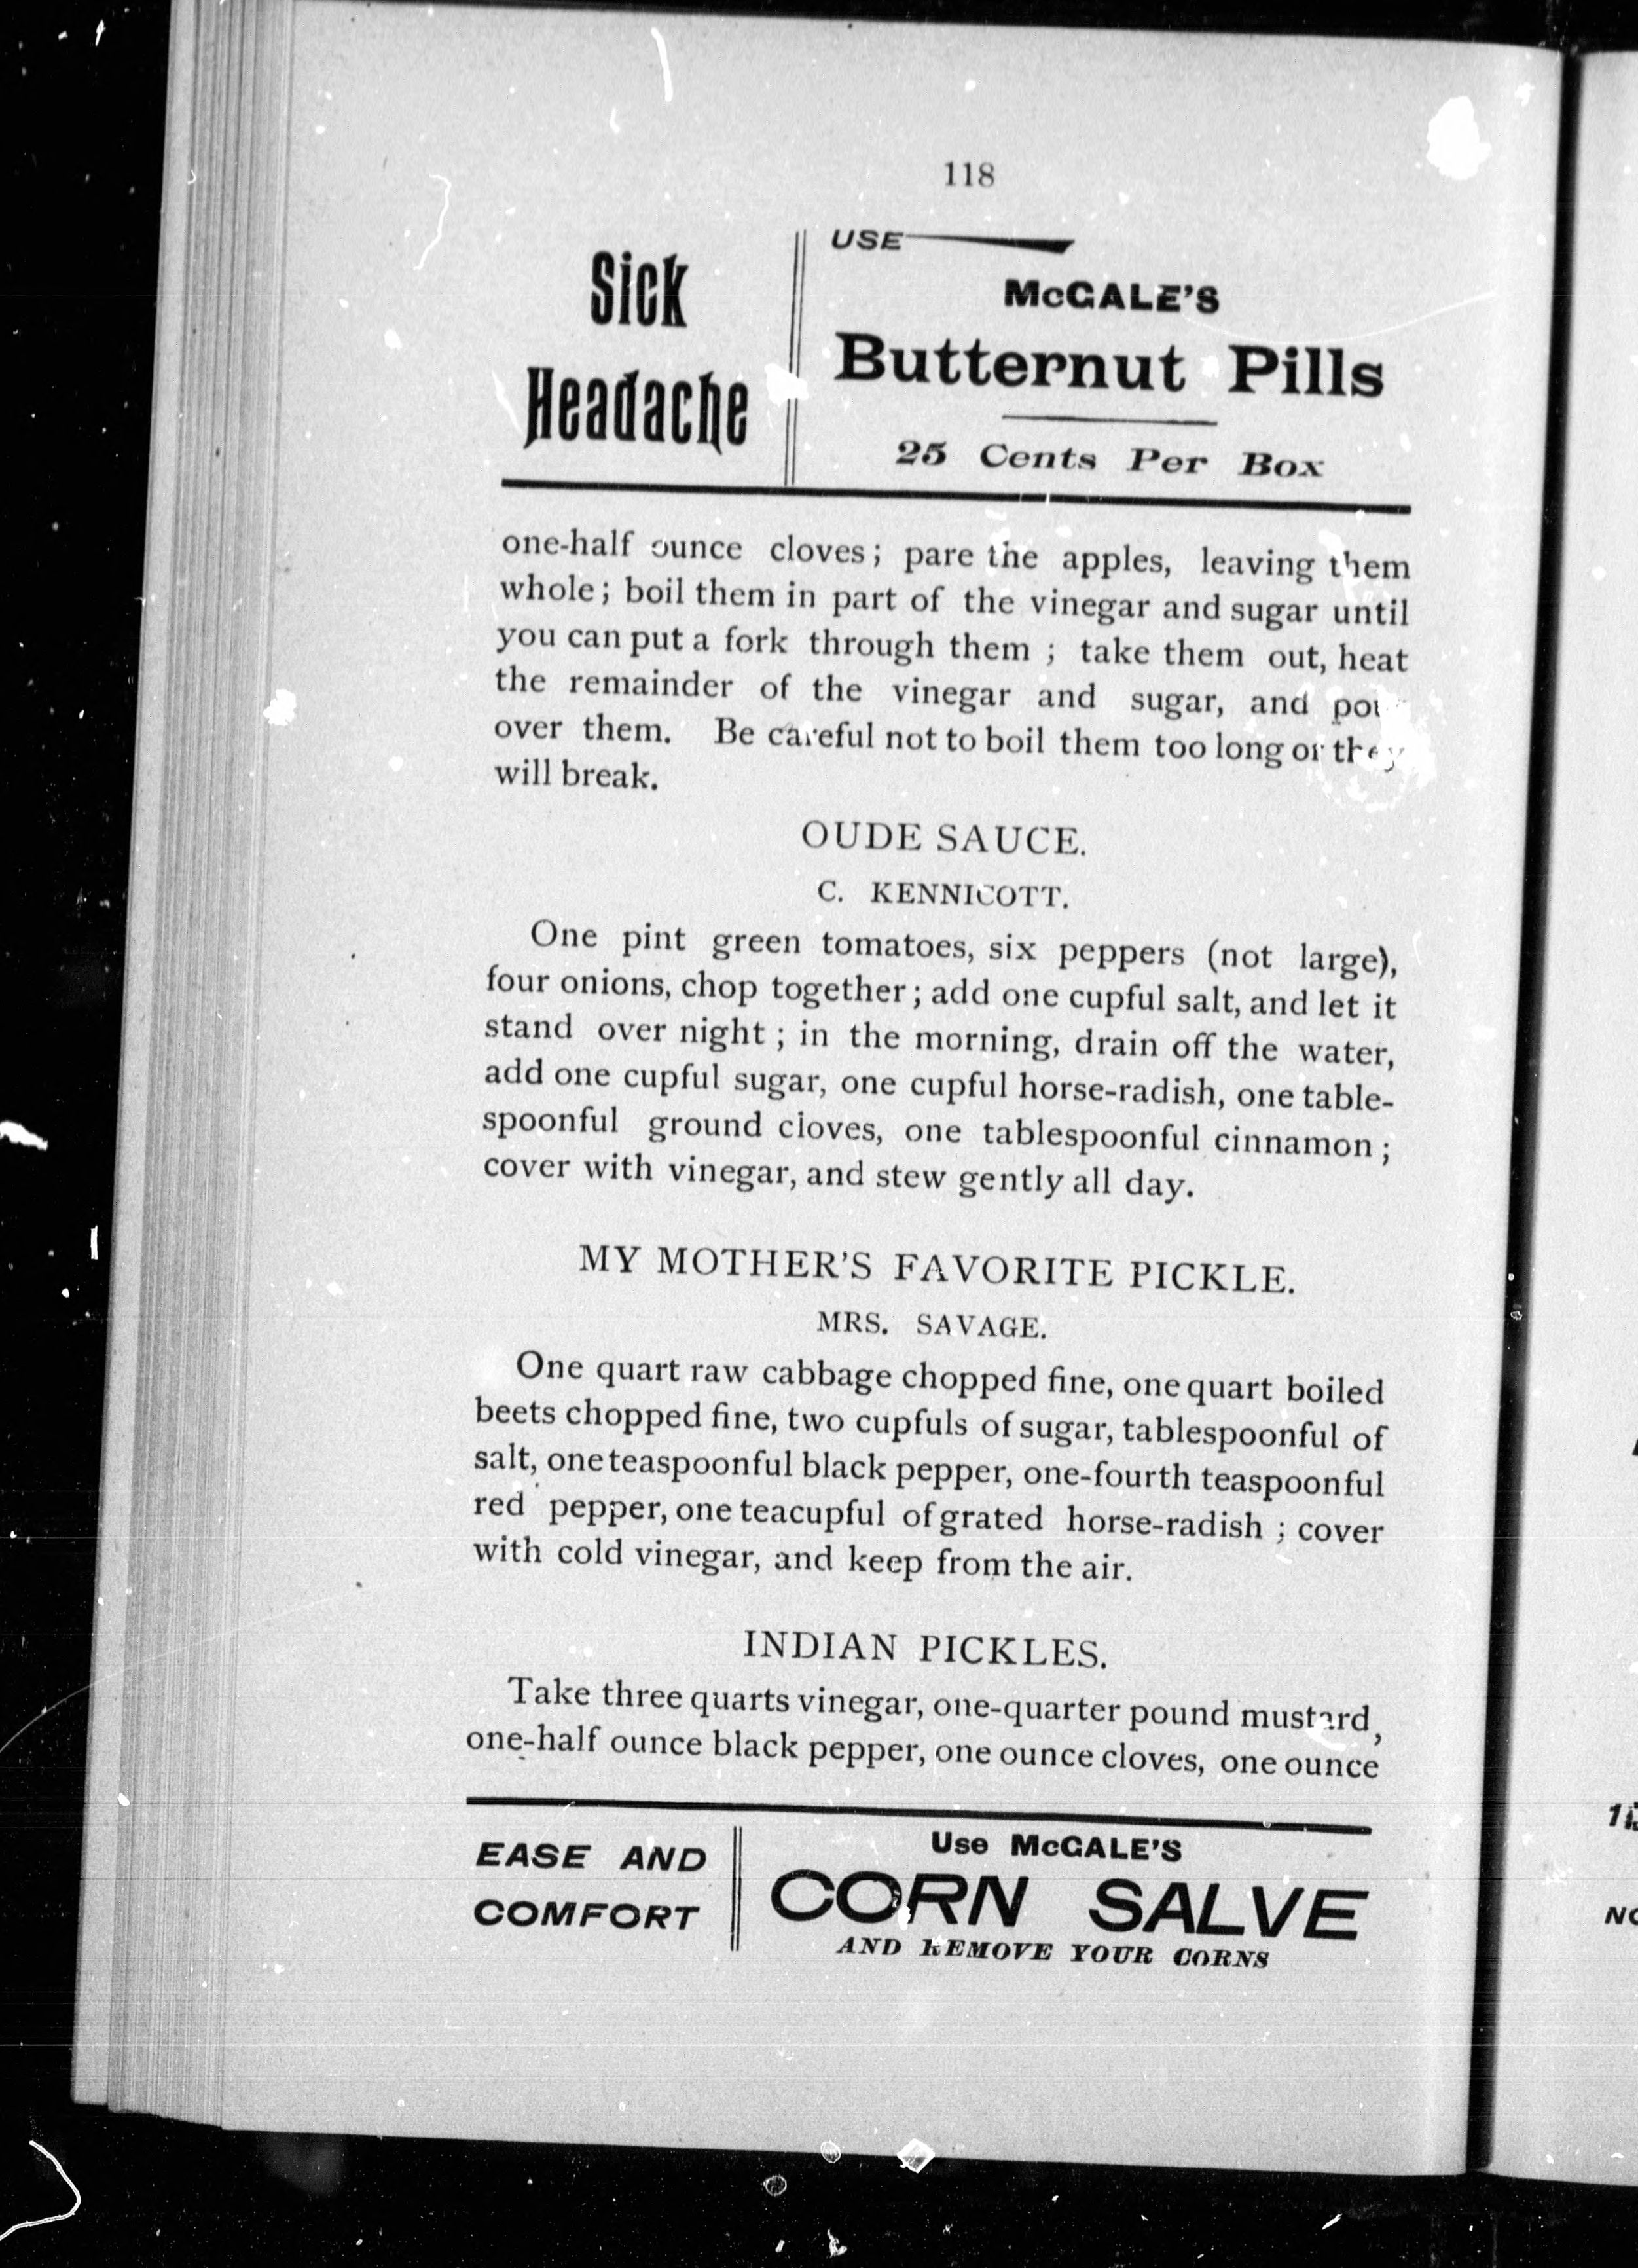 118
Sick
Headache
USE
McGALE'S
Butternut Pills
25 Cents Per Box
one-half ounce cloves; pare the apples, leaving them
whole; boil them in part of the vinegar and sugar until
you can put a fork through them ; take them out, heat
the remainder of the vinegar and sugar, and pour
over them. Be careful not to boil them too long or they
will break.
OUDE SAUCE.
C. KENNICOTT.
One pint green tomatoes, six peppers (not large),
four onions, chop together; add one cupful salt, and let it
stand over night ; in the morning, drain off the water,
add one cupful sugar, one cupful horse-radish, one table-
spoonful ground cloves, one tablespoonful cinnamon ;
cover with vinegar, and stew gently all day.
MY MOTHER'S FAVORITE PICKLE.
MRS. SAVAGE.
One quart raw cabbage chopped fine, one quart boiled
beets chopped fine, two cupfuls of sugar, tablespoonful of
salt, one teaspoonful black pepper, one-fourth teaspoonful
red pepper, one teacupful of grated horse-radish ; cover
with cold vinegar, and keep from the air.
INDIAN PICKLES.
Take three quarts vinegar, one-quarter pound mustard,
one-half ounce black pepper, one ounce cloves, one ounce
EASE AND
COMFORT
Use McGALE'S
CORN SALVE
AND REMOVE YOUR CORNS